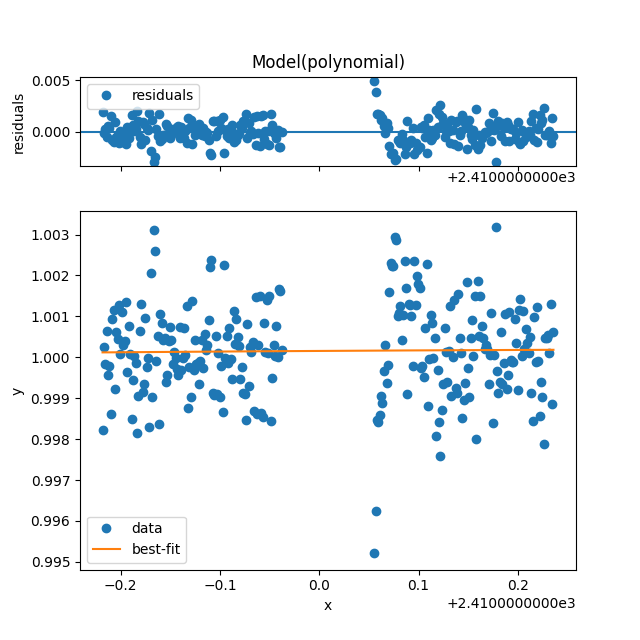 Model(polynomial)
residuals
0.005
0.000
residuals
+2.4100000000e3
1.003
1.002
1.001
1.000
0.999
0.998
0.997
0.996
0.995
y
data
best-fit
−0.2 −0.1 0.0 0.1 0.2
x
+2.4100000000e3